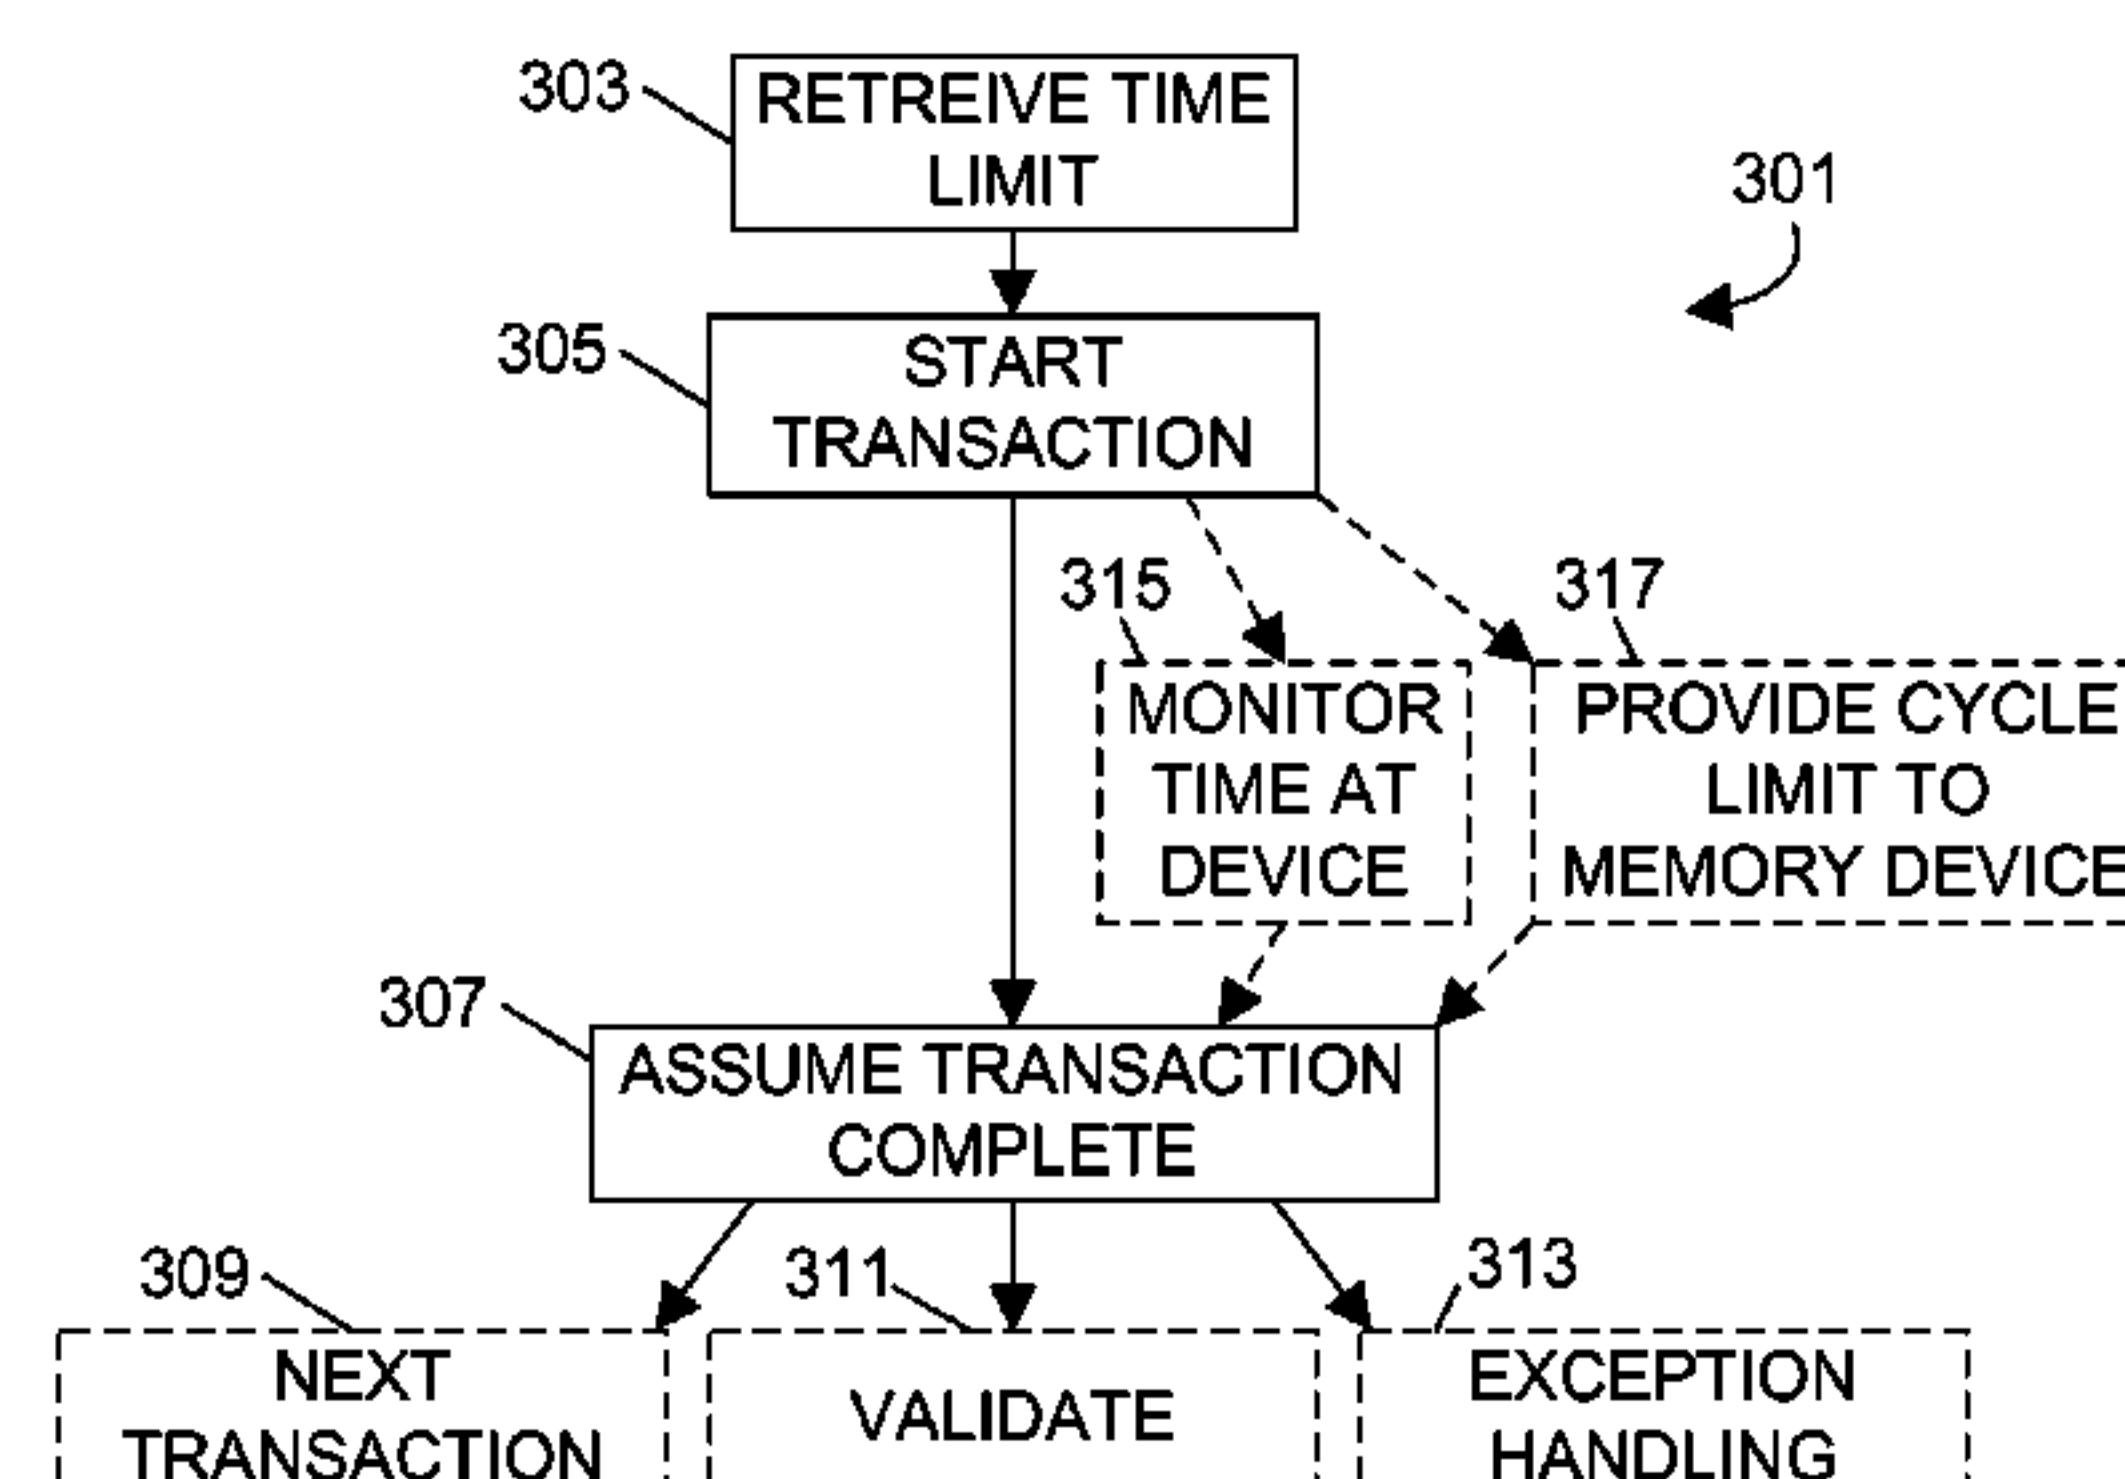 303
RETREIVE TIME
LIMIT
301
305
START
TRANSACTION
315
317
MONITOR
TIME AT
DEVICE
PROVIDE CYCLE
LIMIT TO
MEMORY DEVICE
307
ASSUME TRANSACTION
COMPLETE
309
311
313
NEXT
TRANSACTION
VALIDATE
EXCEPTION
HANDLING